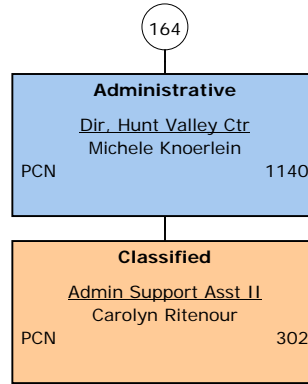 164
Administrative
Dir, Hunt Valley Ctr
Michele Knoerlein
PCN 1140
Classified
Admin Support Asst II
Carolyn Ritenour
PCN 302